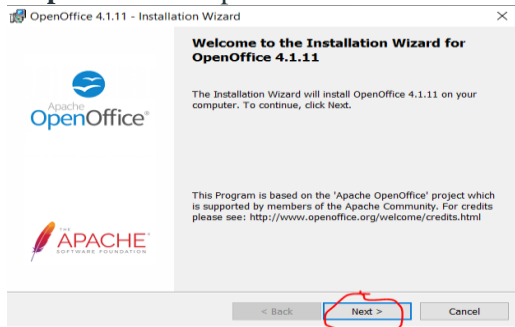 OpenOffice 4.1.11 - Installation Wizard
Welcome to the Installation Wizard for
OpenOffice 4.1.11
The Installation Wizard will install OpenOffice 4.1.11 on your
computer. To continue, click Next.
Apache
OpenOffice®
This Program is based on the 'Apache OpenOffice' project which
is supported by members of the Apache Community. For credits
please see: http://www.openoffice.org/welcome/credits.html
THE
APACHE
SOFTWARE FOUNDATION
< Back
Next >
Cancel